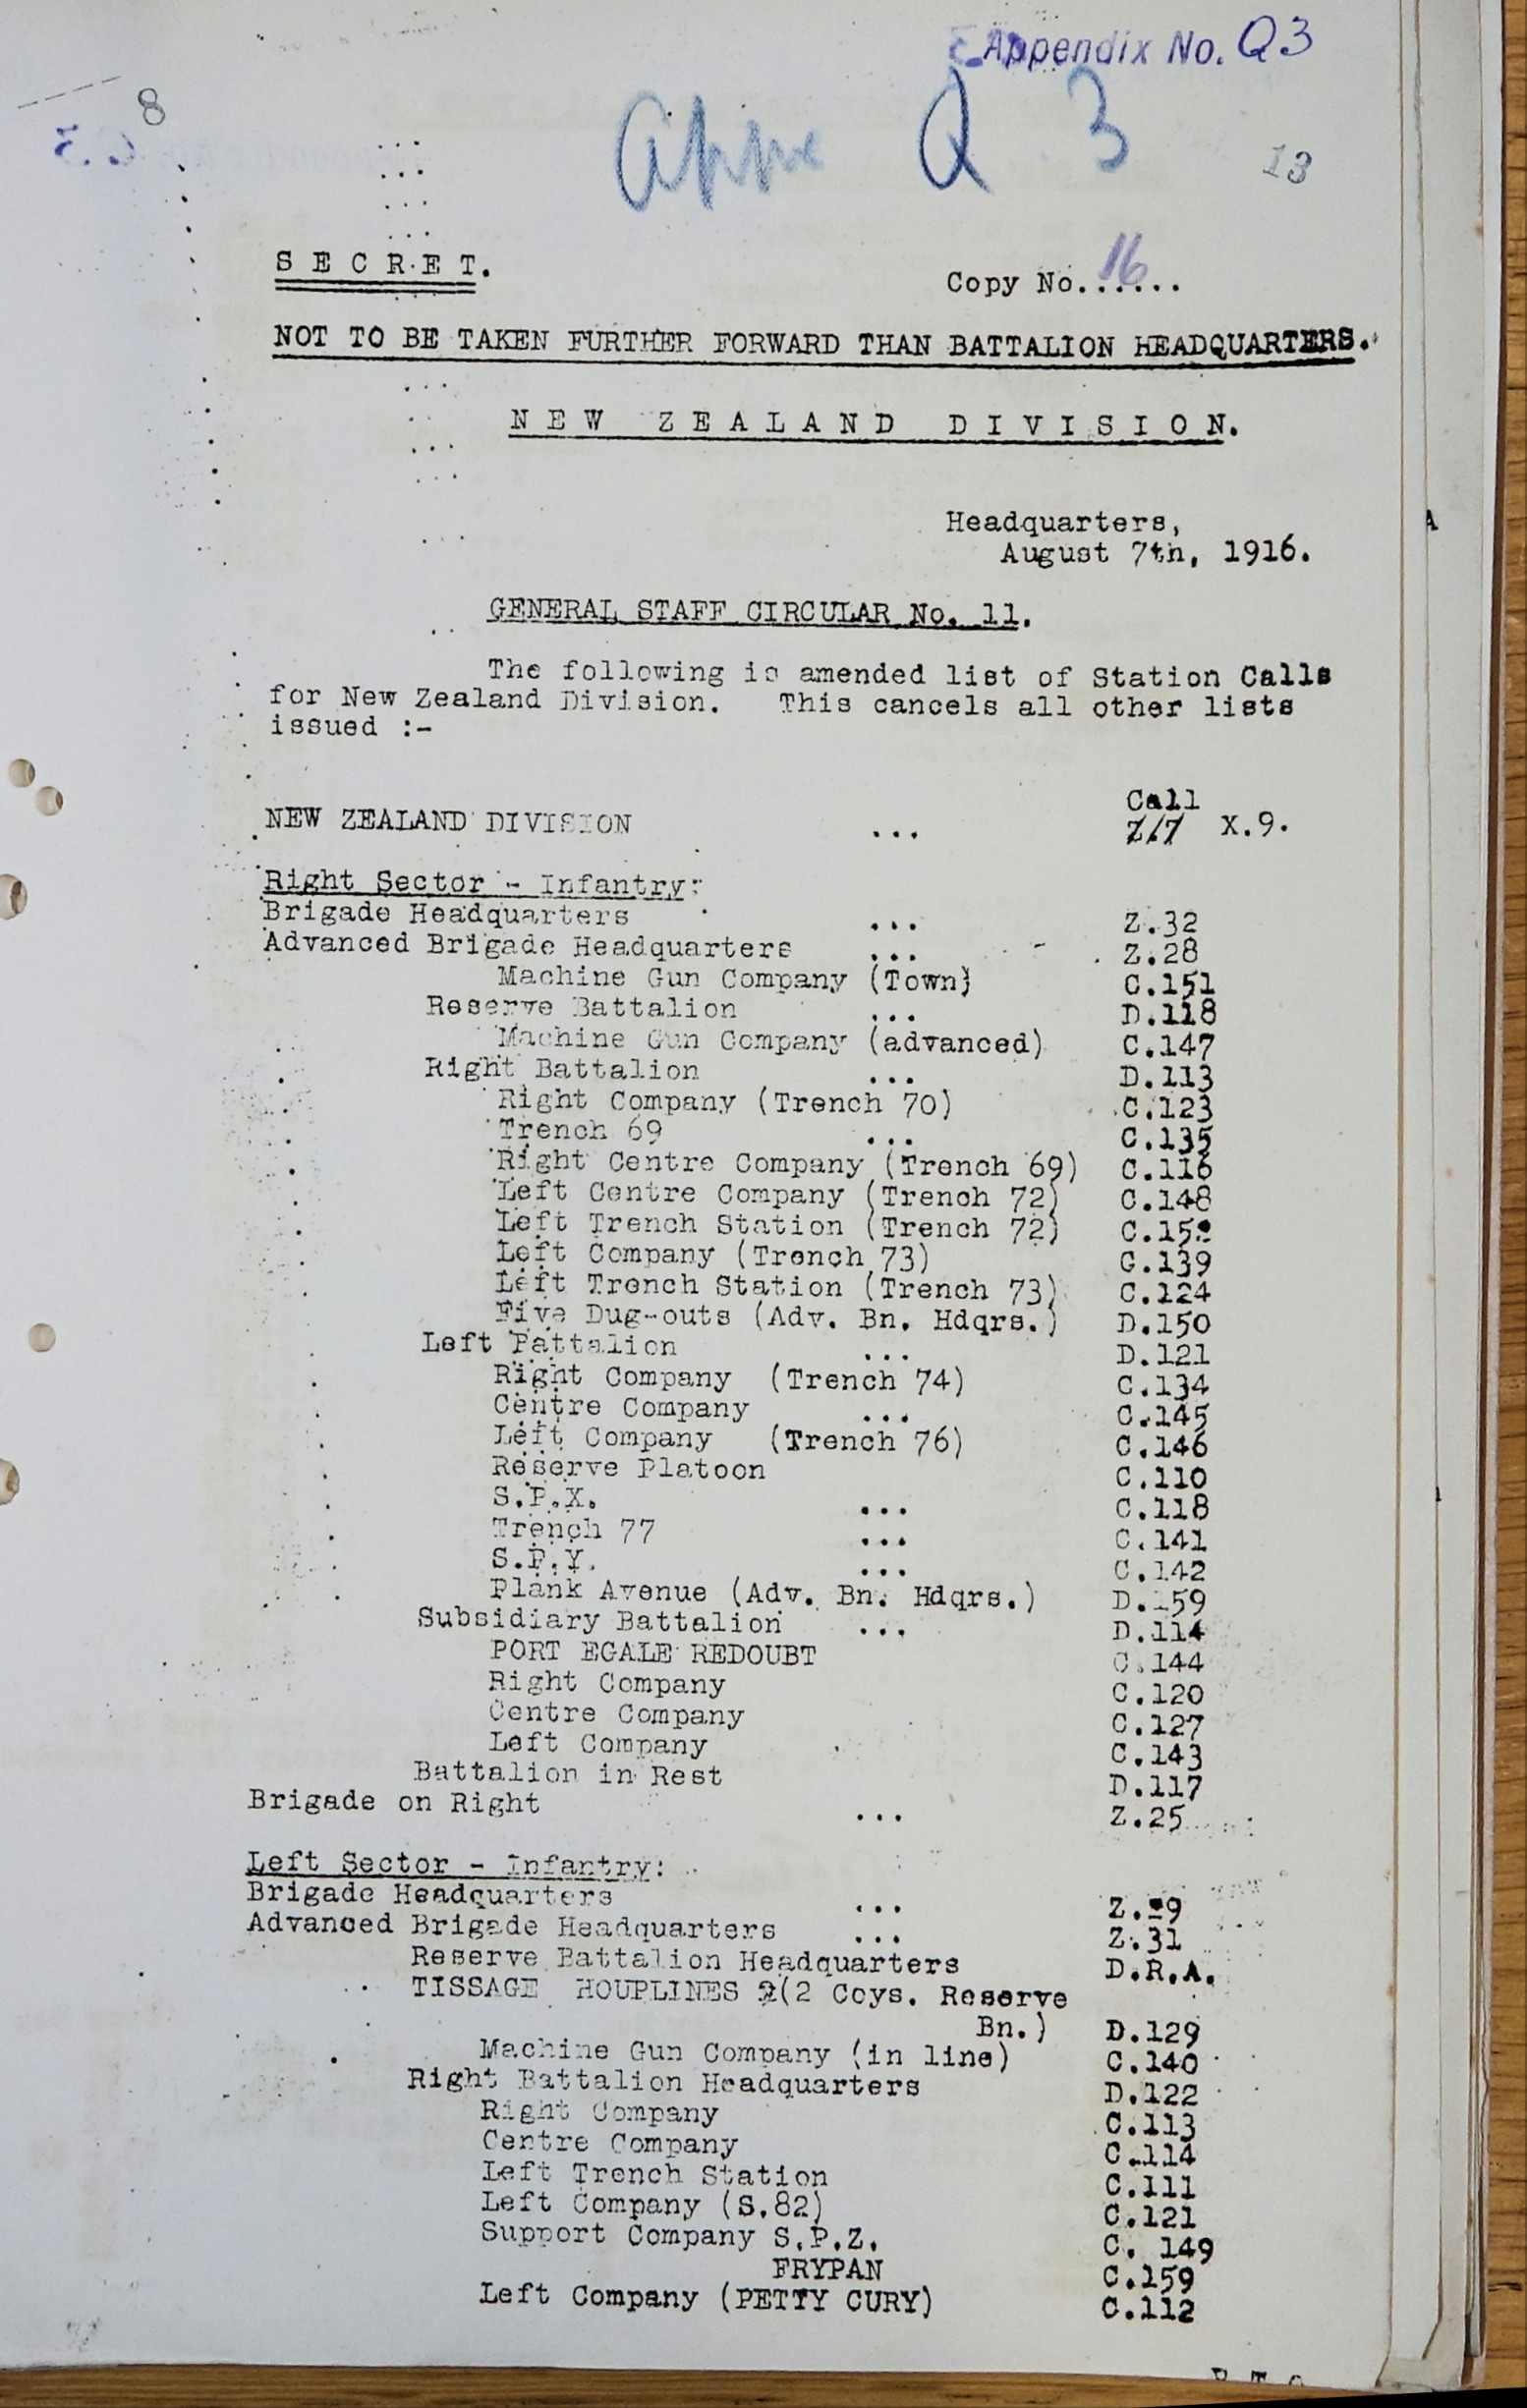 Appendix No. Q3
8
Appx Q 3
13
S E C R E T.
Copy No. 16......
NOT TO BE TAKEN FURTHER FORWARD THAN BATTALION HEADQUARTERS.
N E W Z E A L A N D D I V I S I O N.
Headquarters,
August 7th, 1916.
GENERAL STAFF CIRCULAR No. 11.
The following is amended list of Station Calls
for New Zealand Division. This cancels all other lists
issued :-
Call
NEW ZEALAND DIVISION ... X.9.
Right Sector - Infantry:
Brigade Headquarters ... Z.32
Advanced Brigade Headquarters ... Z.28
Machine Gun Company (Town) C.151
Reserve Battalion ... D.118
Machine Gun Company (advanced) C.147
Right Battalion ... D.113
Right Company (Trench 70) C.123
Trench 69 ... C.135
Right Centre Company (Trench 69) C.116
Left Centre Company (Trench 72) C.148
Left Trench Station (Trench 72)
Left Company (Trench 73) C.139
Left Trench Station (Trench 73) C.124
Five Dug-outs (Adv. Bn. Hdqrs.) D.150
Left Battalion ... D.121
Right Company (Trench 74) C.134
Centre Company ... C.145
Left Company (Trench 76) C.146
Reserve Platoon C.110
S.P.X. ... C.118
Trench 77 ... C.141
S.P.Y. ... C.142
Plank Avenue (Adv. Bn. Hdqrs.) D.159
Subsidiary Battalion ... D.114
PORT EGALE REDOUBT C.144
Right Company C.120
Centre Company C.127
Left Company C.143
Battalion in Rest D.117
Brigade on Right ... Z.25
Left Sector - Infantry:
Brigade Headquarters ...
Advanced Brigade Headquarters ... Z.31
Reserve Battalion Headquarters D.R.A.
TISSAGE HOUPLINES (2 Coys. Reserve
Bn.) D.129
Machine Gun Company (in line) C.140
Right Battalion Headquarters D.122
Right Company C.113
Centre Company C.114
Left Trench Station C.111
Left Company (S.82) C.121
Support Company S.P.Z. C. 149
FRYPAN C.159
Left Company (PETTY CURY) C.112